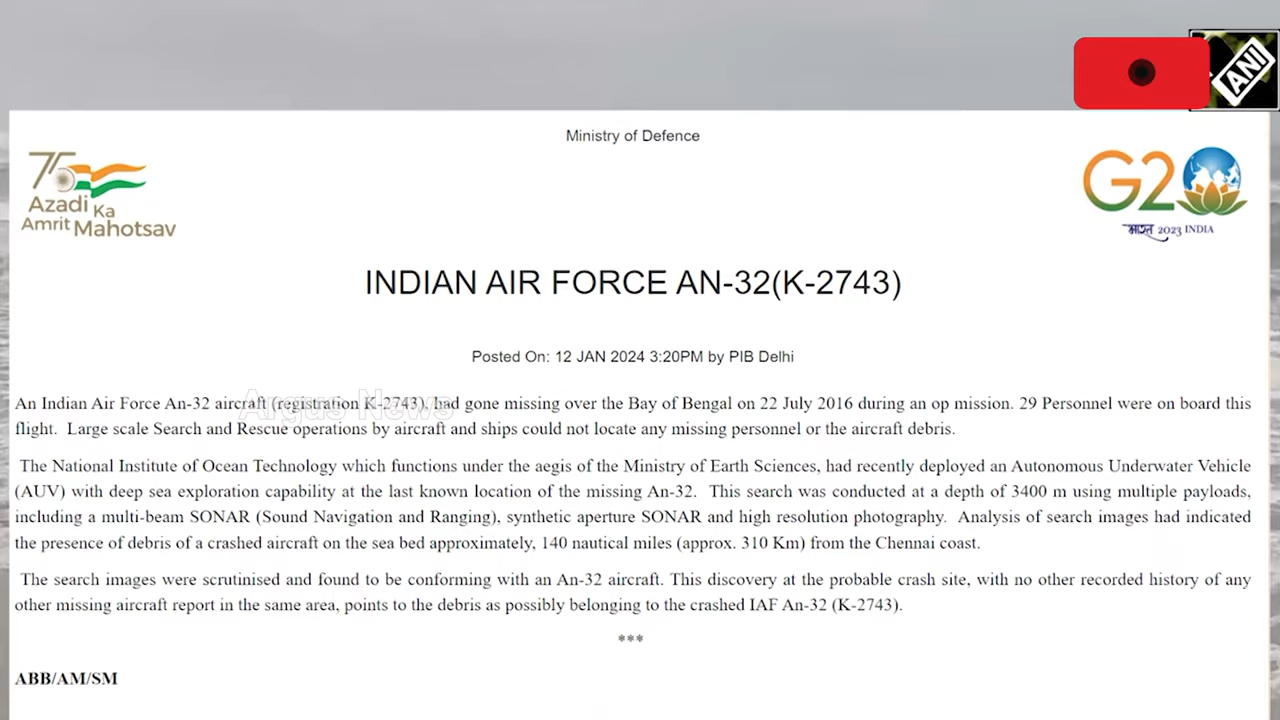 ANI
Ministry of Defence
75
Azadi Ka
Amrit Mahotsav
G20
भारत 2023 INDIA
INDIAN AIR FORCE AN-32(K-2743)
Posted On: 12 JAN 2024 3:20PM by PIB Delhi
Argus News
An Indian Air Force An-32 aircraft (registration K-2743), had gone missing over the Bay of Bengal on 22 July 2016 during an op mission. 29 Personnel were on board this
flight. Large scale Search and Rescue operations by aircraft and ships could not locate any missing personnel or the aircraft debris.
The National Institute of Ocean Technology which functions under the aegis of the Ministry of Earth Sciences, had recently deployed an Autonomous Underwater Vehicle
(AUV) with deep sea exploration capability at the last known location of the missing An-32. This search was conducted at a depth of 3400 m using multiple payloads,
including a multi-beam SONAR (Sound Navigation and Ranging), synthetic aperture SONAR and high resolution photography. Analysis of search images had indicated
the presence of debris of a crashed aircraft on the sea bed approximately, 140 nautical miles (approx. 310 Km) from the Chennai coast.
The search images were scrutinised and found to be conforming with an An-32 aircraft. This discovery at the probable crash site, with no other recorded history of any
other missing aircraft report in the same area, points to the debris as possibly belonging to the crashed IAF An-32 (K-2743).
***
ABB/AM/SM